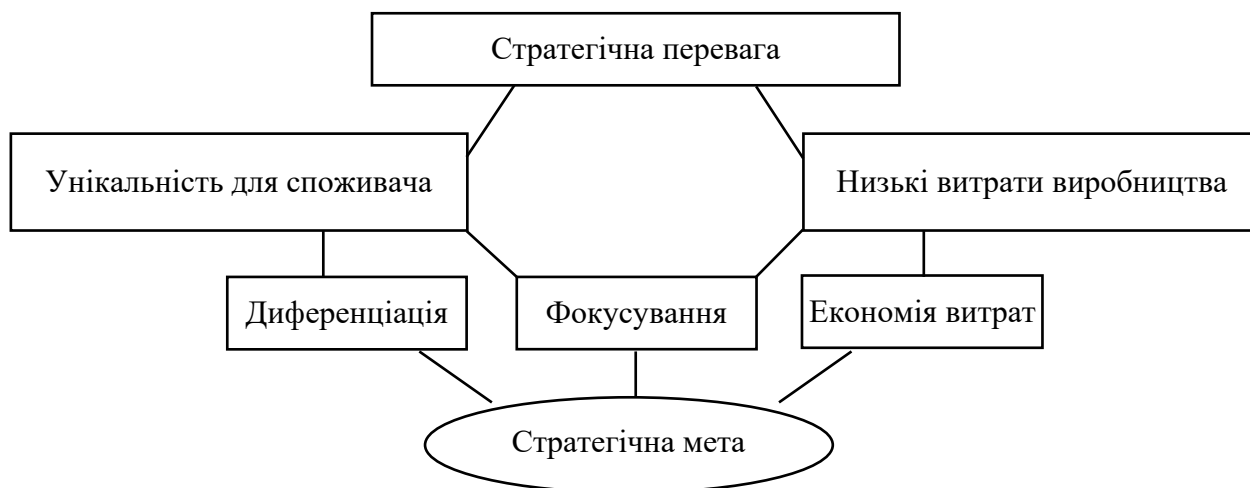 Стратегічна перевага
Унікальність для споживача
Низькі витрати виробництва
Диференціація
Фокусування
Економія витрат
Стратегічна мета